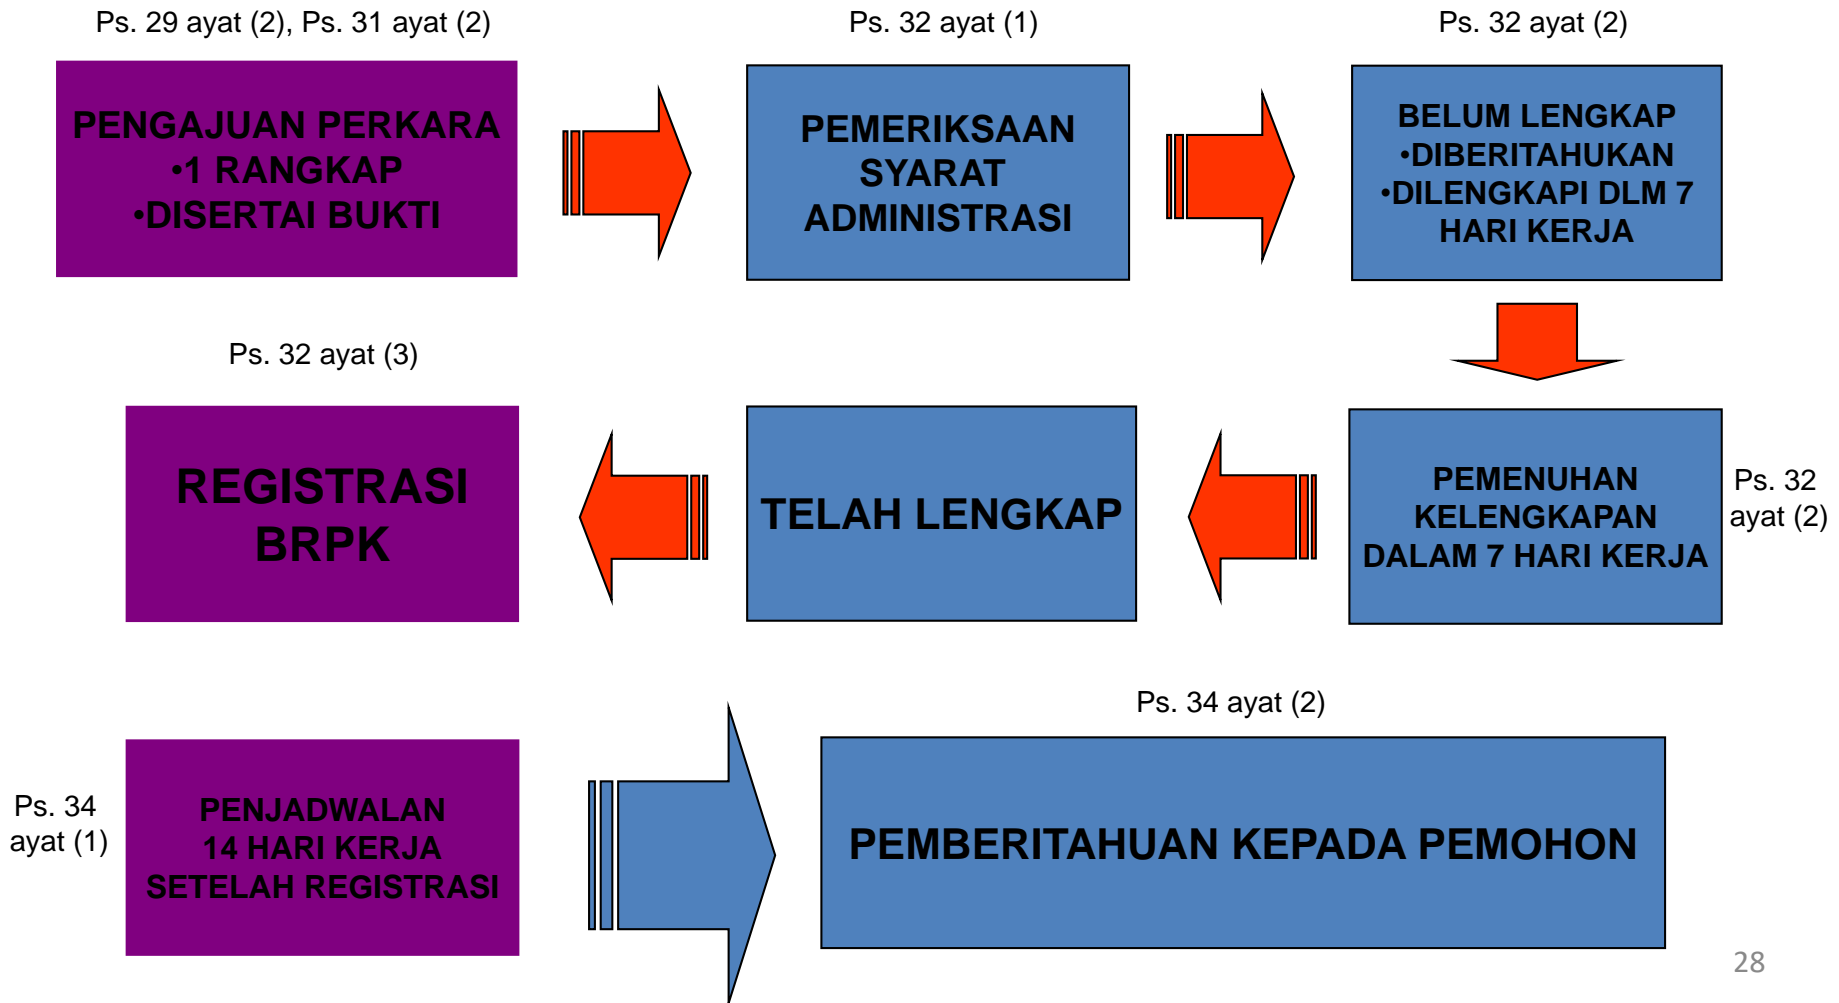 Ps. 29 ayat (2), Ps. 31 ayat (2)
Ps. 32 ayat (1)
Ps. 32 ayat (2)
PENGAJUAN PERKARA
•1 RANGKAP
•DISERTAI BUKTI
PEMERIKSAAN
SYARAT
ADMINISTRASI
BELUM LENGKAP
•DIBERITAHUKAN
•DILENGKAPI DLM 7
HARI KERJA
Ps. 32 ayat (3)
REGISTRASI
BRPK
TELAH LENGKAP
PEMENUHAN
KELENGKAPAN
DALAM 7 HARI KERJA
Ps. 32
ayat (2)
Ps. 34
ayat (1)
PENJADWALAN
14 HARI KERJA
SETELAH REGISTRASI
Ps. 34 ayat (2)
PEMBERITAHUAN KEPADA PEMOHON
28